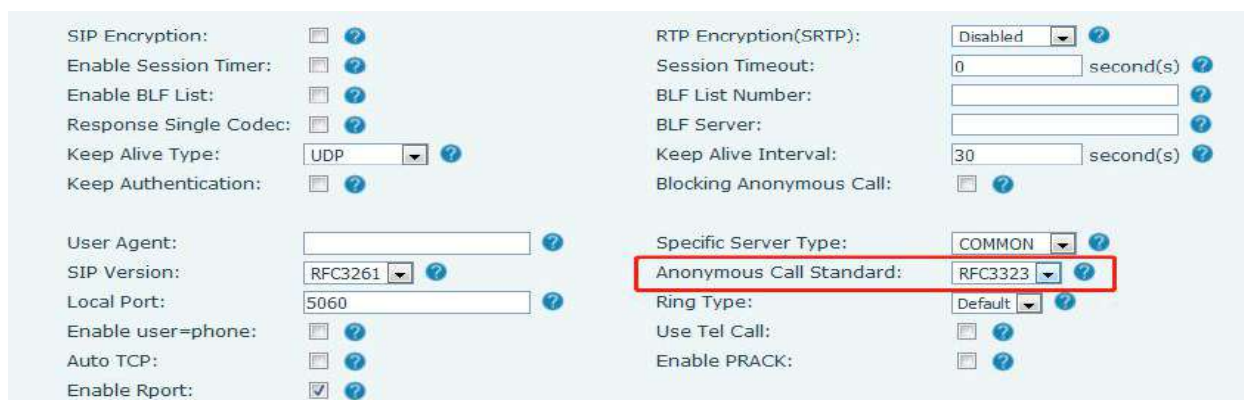 SIP Encryption: RTP Encryption(SRTP): Disabled
Enable Session Timer: Session Timeout: 0 second(s)
Enable BLF List: BLF List Number:
Response Single Codec: BLF Server:
Keep Alive Type: UDP Keep Alive Interval: 30 second(s)
Keep Authentication: Blocking Anonymous Call:
User Agent: Specific Server Type: COMMON
SIP Version: RFC3261 Anonymous Call Standard: RFC3323
Local Port: 5060 Ring Type: Default
Enable user=phone: Use Tel Call:
Auto TCP: Enable PRACK:
Enable Rport: